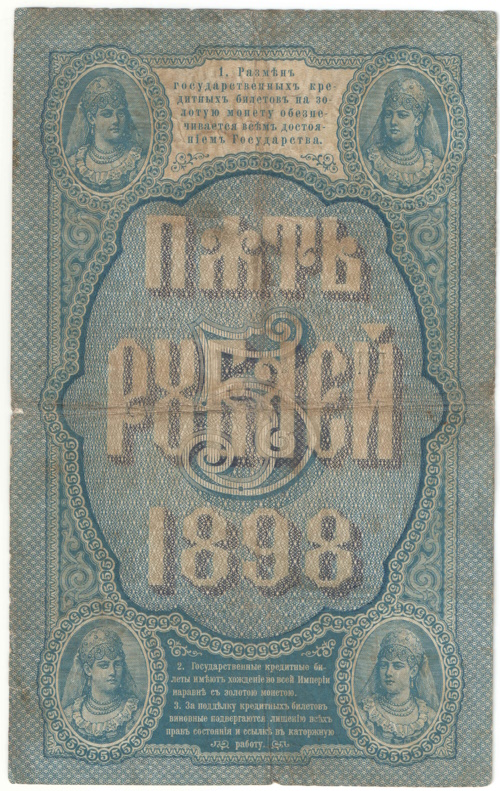 1. Размѣнъ
государственныхъ кре-
дитныхъ билетовъ на зо-
лотую монету обезпе-
чивается всѣмъ достоя-
ніемъ Государства.
ПЯТЬ
РУБЛЕЙ
5
1898
2. Государственные кредитные би-
леты имѣютъ хожденіе во всей Имперіи
наравнѣ съ золотою монетою.
3. За поддѣлку кредитныхъ билетовъ
виновные подвергаются лишенію всѣхъ
правъ состоянія и ссылкѣ въ каторжную
работу.